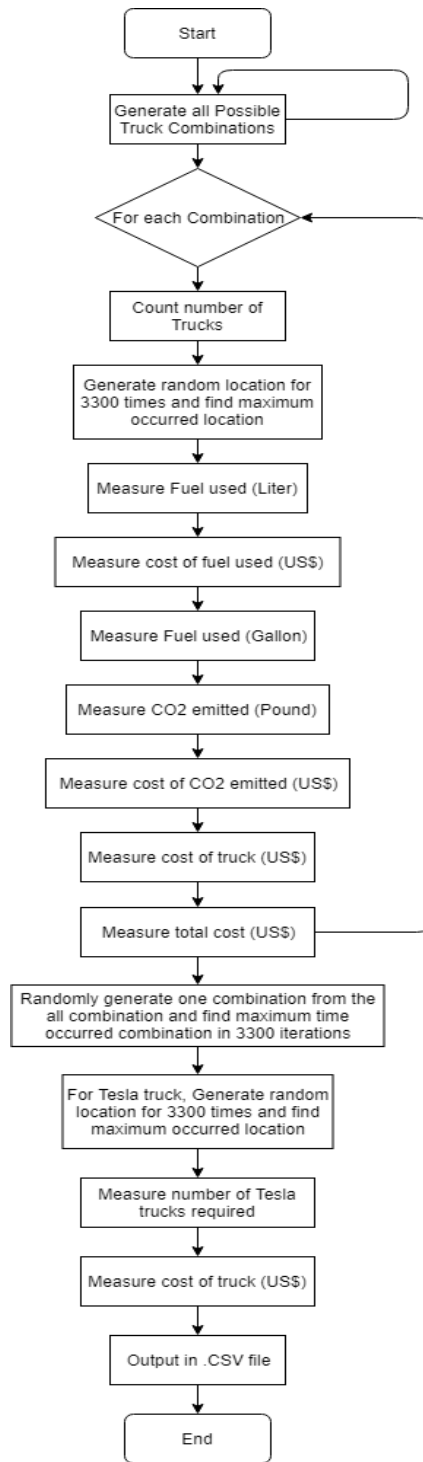 Start
Generate all Possible
Truck Combinations
For each Combination
Count number of
Trucks
Generate random location for
3300 times and find maximum
occurred location
Measure Fuel used (Liter)
Measure cost of fuel used (US$)
Measure Fuel used (Gallon)
Measure CO2 emitted (Pound)
Measure cost of CO2 emitted (US$)
Measure cost of truck (US$)
Measure total cost (US$)
Randomly generate one combination from the
all combination and find maximum time
occurred combination in 3300 iterations
For Tesla truck, Generate random
location for 3300 times and find
maximum occurred location
Measure number of Tesla
trucks required
Measure cost of truck (US$)
Output in .CSV file
End